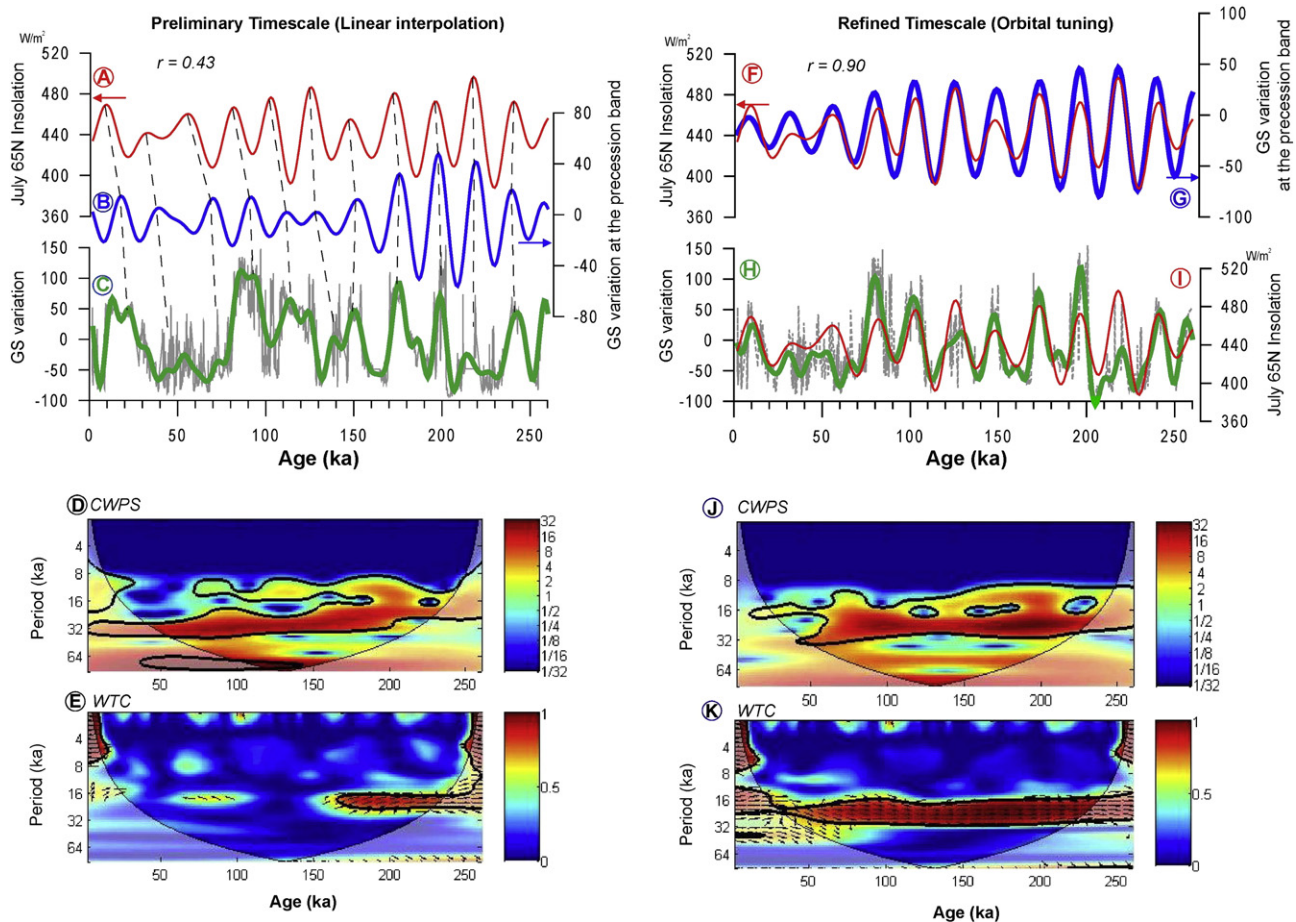 Preliminary Timescale (Linear interpolation)
W/m²
r = 0.43
July 65N Insolation
520
480
440
400
360
A
B
C
80
40
0
-40
-80
GS variation at the precession band
GS variation
150
100
50
0
-50
-100
0 50 100 150 200 250
Age (ka)
D CWPS
Period (ka)
4
8
16
32
64
50 100 150 200 250
32
16
8
4
2
1
1/2
1/4
1/8
1/16
1/32
E WTC
Period (ka)
4
8
16
32
64
50 100 150 200 250
Age (ka)
1
0.5
0
Refined Timescale (Orbital tuning)
W/m²
r = 0.90
July 65N Insolation
520
480
440
400
360
F
G
100
50
0
-50
-100
GS variation
at the precession band
GS variation
150
100
50
0
-50
-100
H
I
W/m²
520
480
440
400
360
July 65N Insolation
0 50 100 150 200 250
Age (ka)
J CWPS
Period (ka)
4
8
16
32
64
50 100 150 200 250
32
16
8
4
2
1
1/2
1/4
1/8
1/16
1/32
K WTC
Period (ka)
4
8
16
32
64
50 100 150 200 250
Age (ka)
1
0.5
0